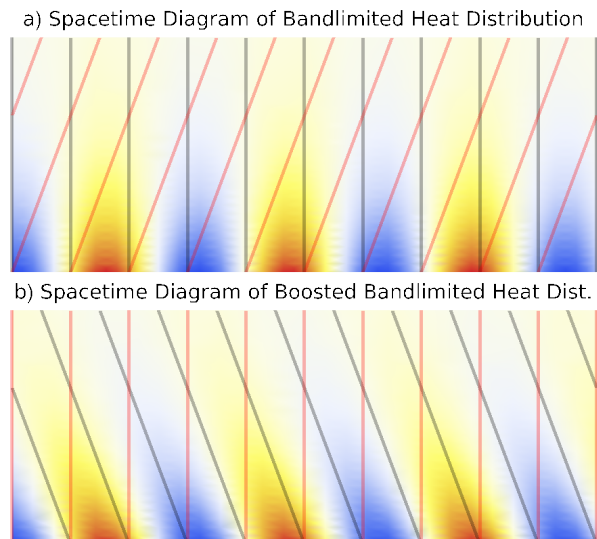 a) Spacetime Diagram of Bandlimited Heat Distribution
b) Spacetime Diagram of Boosted Bandlimited Heat Dist.